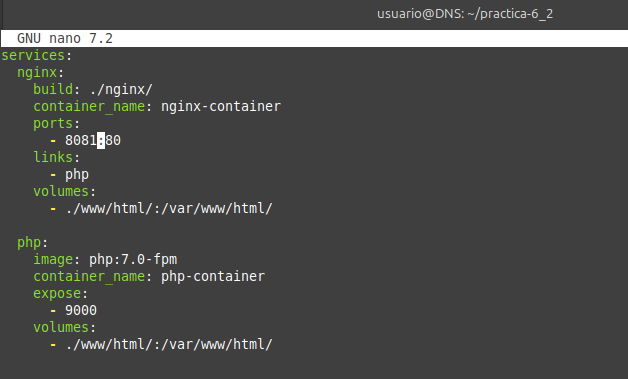 usuario@DNS: ~/practica-6_2
GNU nano 7.2
services:
  nginx:
    build: ./nginx/
    container_name: nginx-container
    ports:
      - 8081:80
    links:
      - php
    volumes:
      - ./www/html/:/var/www/html/

  php:
    image: php:7.0-fpm
    container_name: php-container
    expose:
      - 9000
    volumes:
      - ./www/html/:/var/www/html/